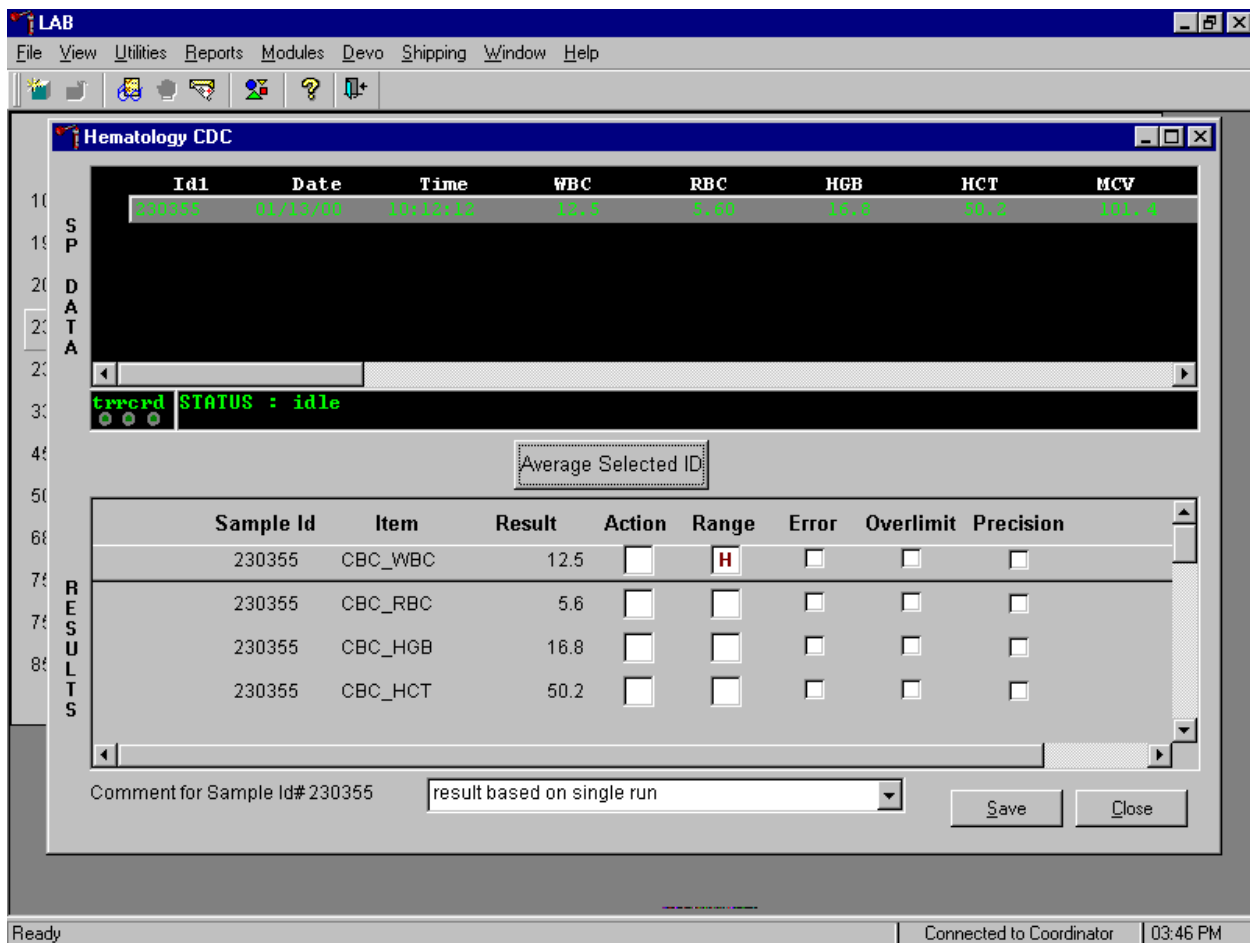 LAB
File View Utilities Reports Modules Devo Shipping Window Help
Hematology CDC
Id1 Date Time WBC RBC HGB HCT MCV
230355 01/13/00 10:12:12 12.5 5.60 16.8 50.2 101.4
SP DATA
trrcrd STATUS : idle
Average Selected ID
Sample Id Item Result Action Range Error Overlimit Precision
230355 CBC_WBC 12.5 H
230355 CBC_RBC 5.6
230355 CBC_HGB 16.8
230355 CBC_HCT 50.2
RESULTS
Comment for Sample Id# 230355 result based on single run
Save Close
Ready Connected to Coordinator 03:46 PM